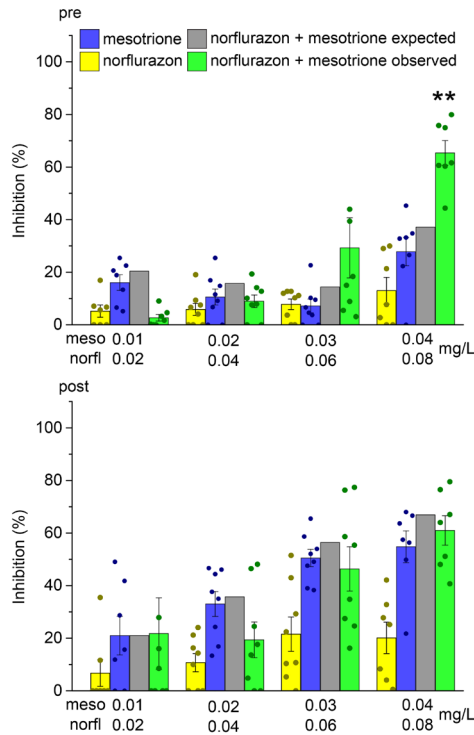 pre
mesotrione
norflurazon + mesotrione expected
norflurazon
norflurazon + mesotrione observed
100
80
60
40
20
0
Inhibition (%)
**
meso 0.01 0.02 0.03 0.04
norfl 0.02 0.04 0.06 0.08
mg/L
post
100
80
60
40
20
0
Inhibition (%)
meso 0.01 0.02 0.03 0.04
norfl 0.02 0.04 0.06 0.08
mg/L